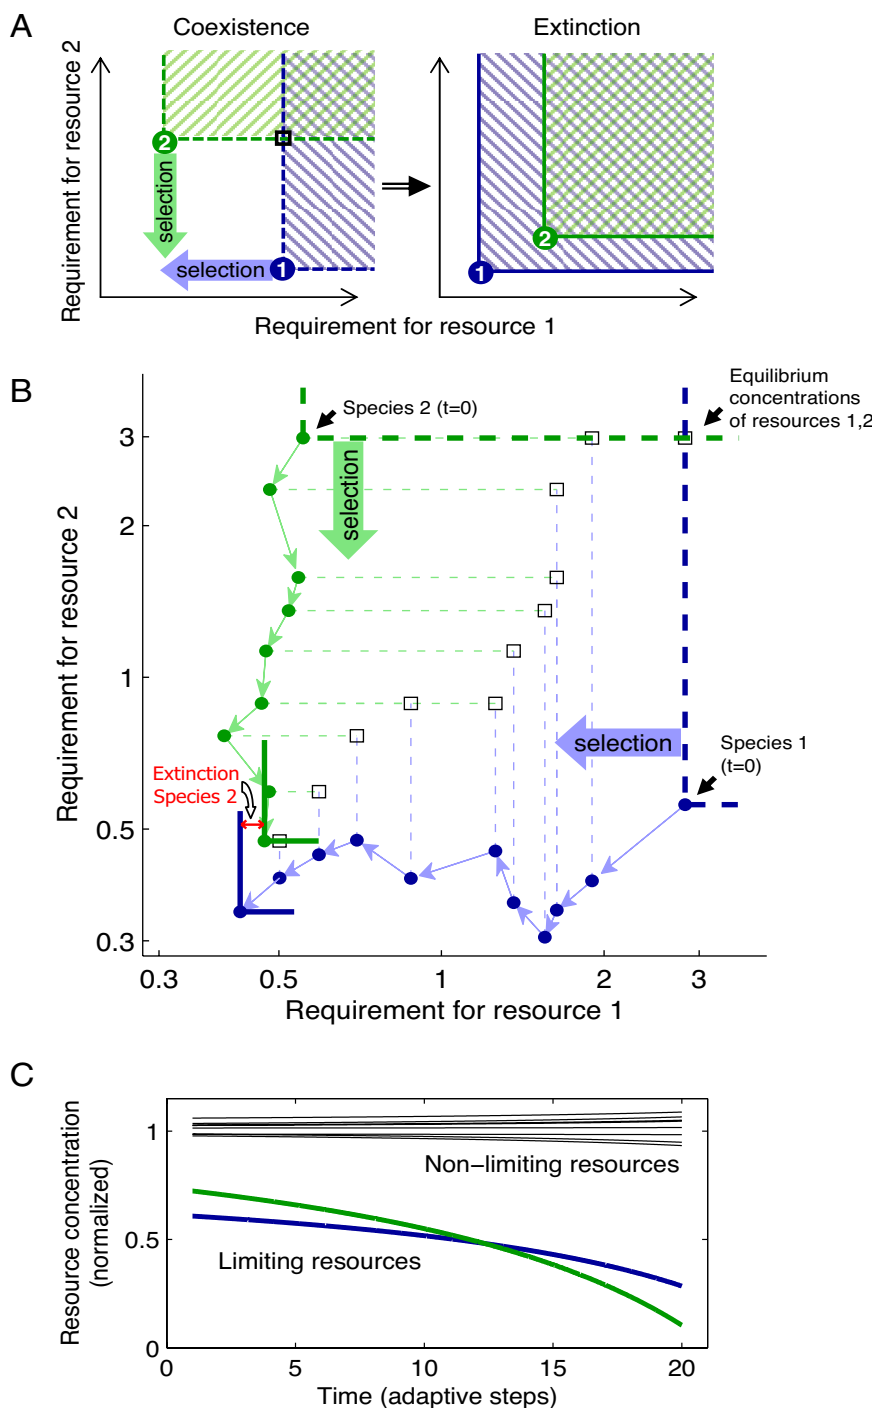 A
Coexistence
Extinction
Requirement for resource 2
2
selection
selection
1
2
1
Requirement for resource 1
B
Equilibrium
concentrations
of resources 1,2
Species 2 (t=0)
3
selection
2
Requirement for resource 2
1
selection
Species 1
(t=0)
Extinction
Species 2
0.5
0.3
0.3
0.5
1
2
3
Requirement for resource 1
C
Resource concentration
(normalized)
1
Non-limiting resources
0.5
Limiting resources
0
0
5
10
15
20
Time (adaptive steps)